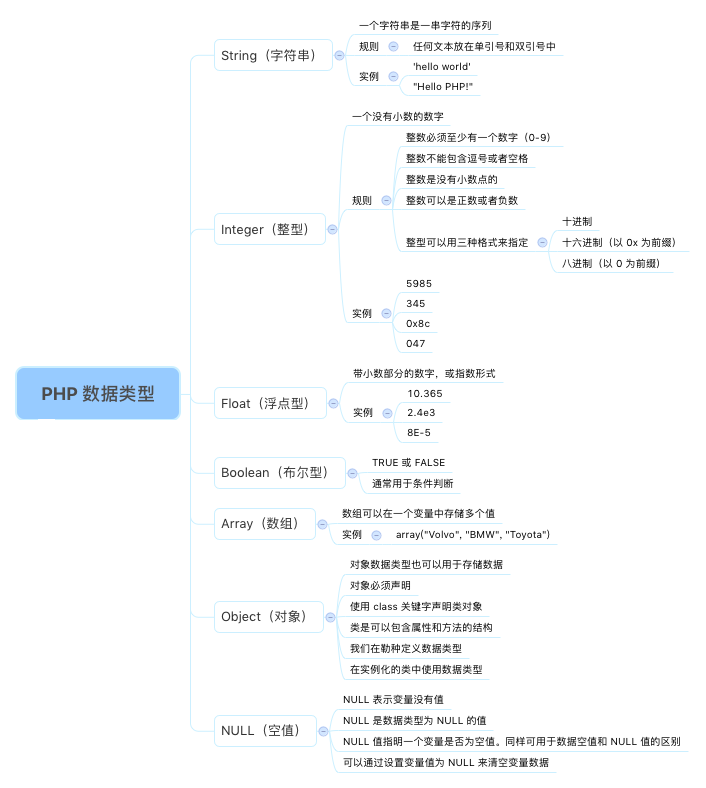 PHP 数据类型
String（字符串）
一个字符串是一串字符的序列
规则
任何文本放在单引号和双引号中
实例
'hello world'
"Hello PHP!"
Integer（整型）
一个没有小数的数字
规则
整数必须至少有一个数字（0-9）
整数不能包含逗号或者空格
整数是没有小数点的
整数可以是正数或者负数
整型可以用三种格式来指定
十进制
十六进制（以 0x 为前缀）
八进制（以 0 为前缀）
实例
5985
345
0x8c
047
Float（浮点型）
带小数部分的数字，或指数形式
实例
10.365
2.4e3
8E-5
Boolean（布尔型）
TRUE 或 FALSE
通常用于条件判断
Array（数组）
数组可以在一个变量中存储多个值
实例
array("Volvo", "BMW", "Toyota")
Object（对象）
对象数据类型也可以用于存储数据
对象必须声明
使用 class 关键字声明类对象
类是可以包含属性和方法的结构
我们在勒种定义数据类型
在实例化的类中使用数据类型
NULL（空值）
NULL 表示变量没有值
NULL 是数据类型为 NULL 的值
NULL 值指明一个变量是否为空值。同样可用于数据空值和 NULL 值的区别
可以通过设置变量值为 NULL 来清空变量数据